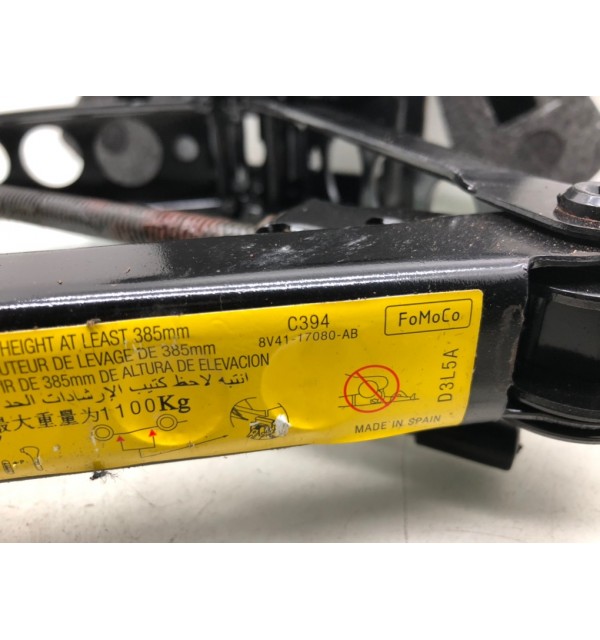 HEIGHT AT LEAST 385mm
UTEUR DE LEVAGE DE 385mm
IR DE 385mm DE ALTURA DE ELEVACION
انتبه لاحظ كتيب الإرشادات
最大重量为1100Kg
C394
8V41-17080-AB
FoMoCo
D3L5A
MADE IN SPAIN